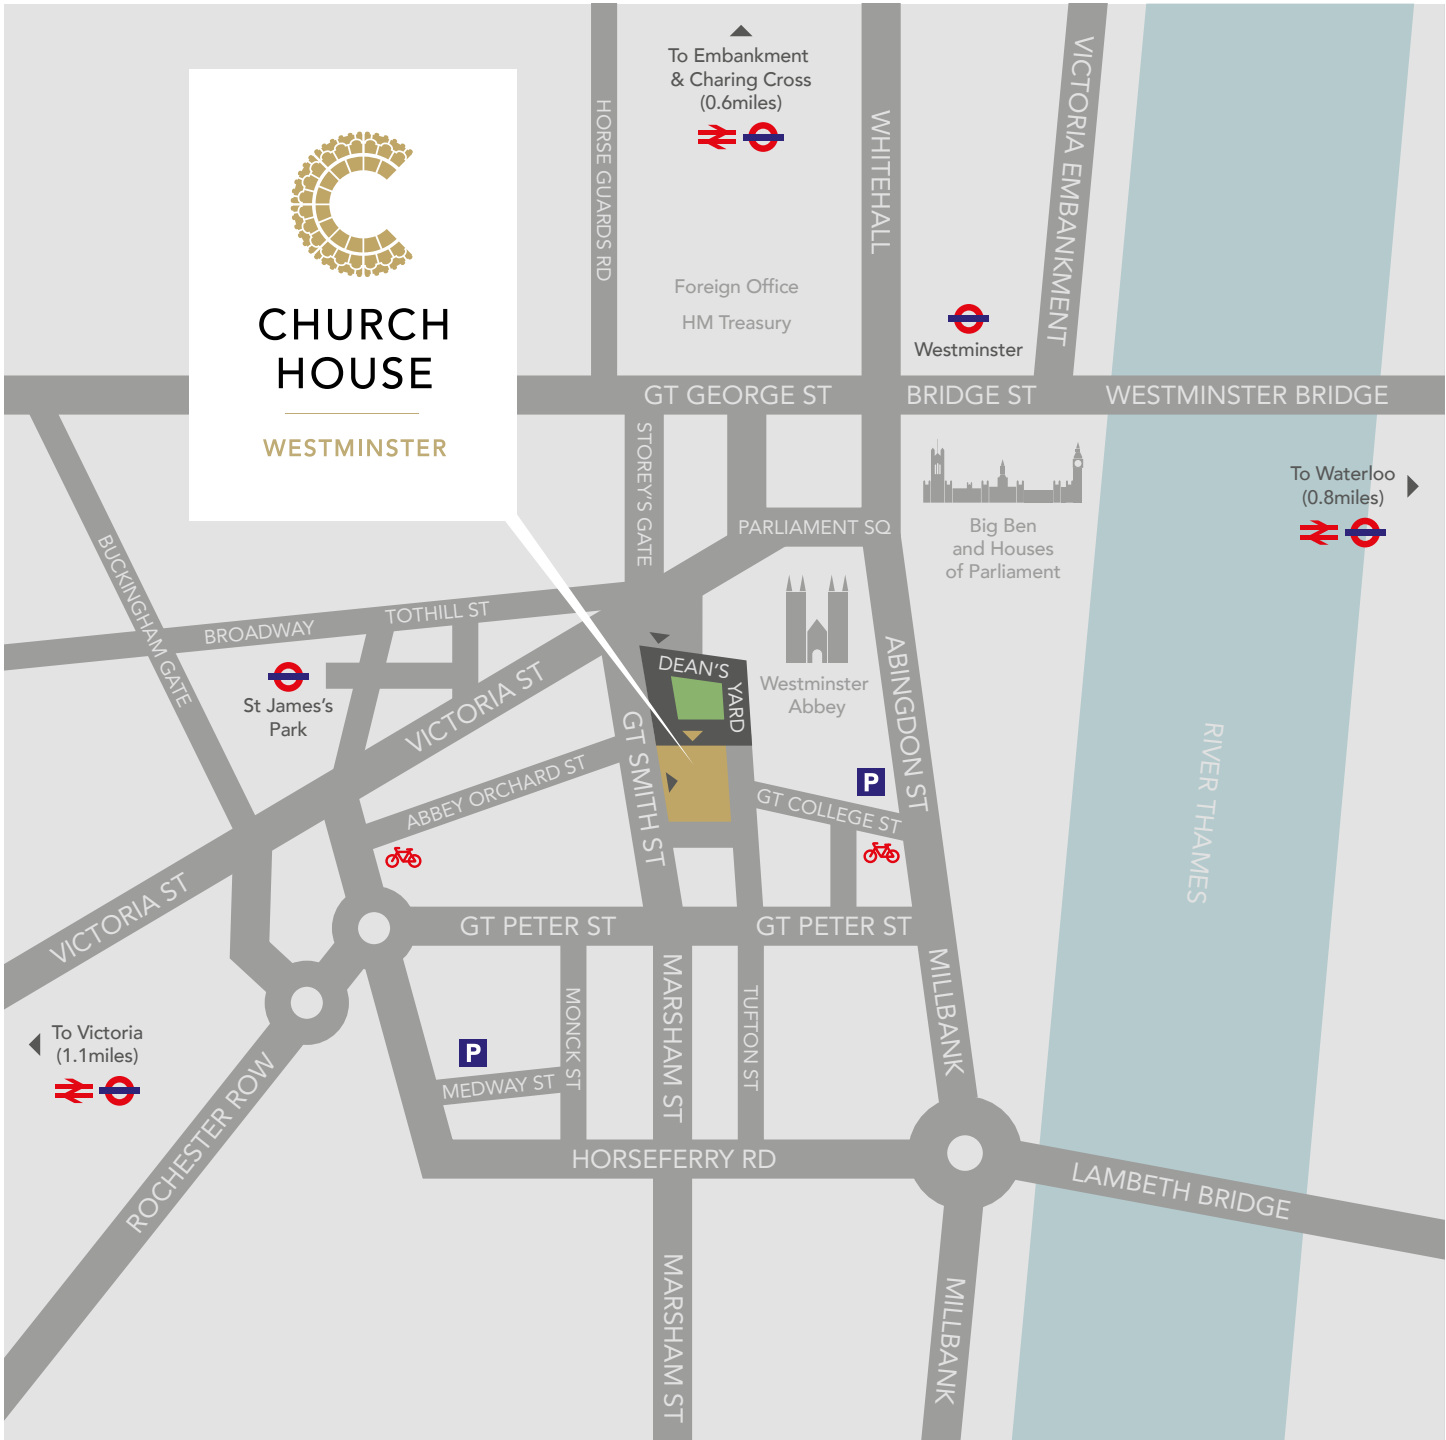 To Embankment
& Charing Cross
(0.6miles)
HORSE GUARDS RD
WHITEHALL
VICTORIA EMBANKMENT
CHURCH
HOUSE
WESTMINSTER
Foreign Office
HM Treasury
Westminster
GT GEORGE ST
BRIDGE ST
WESTMINSTER BRIDGE
STOREY'S GATE
PARLIAMENT SQ
Big Ben
and Houses
of Parliament
To Waterloo
(0.8miles)
BUCKINGHAM GATE
BROADWAY
TOTHILL ST
St James's
Park
VICTORIA ST
DEAN'S
YARD
Westminster
Abbey
ABINGDON ST
RIVER THAMES
GT SMITH ST
ABBEY ORCHARD ST
P
GT COLLEGE ST
VICTORIA ST
GT PETER ST
GT PETER ST
MILLBANK
MONCK ST
MARSHAM ST
TUFTON ST
To Victoria
(1.1miles)
P
MEDWAY ST
ROCHESTER ROW
HORSEFERRY RD
LAMBETH BRIDGE
MARSHAM ST
MILLBANK